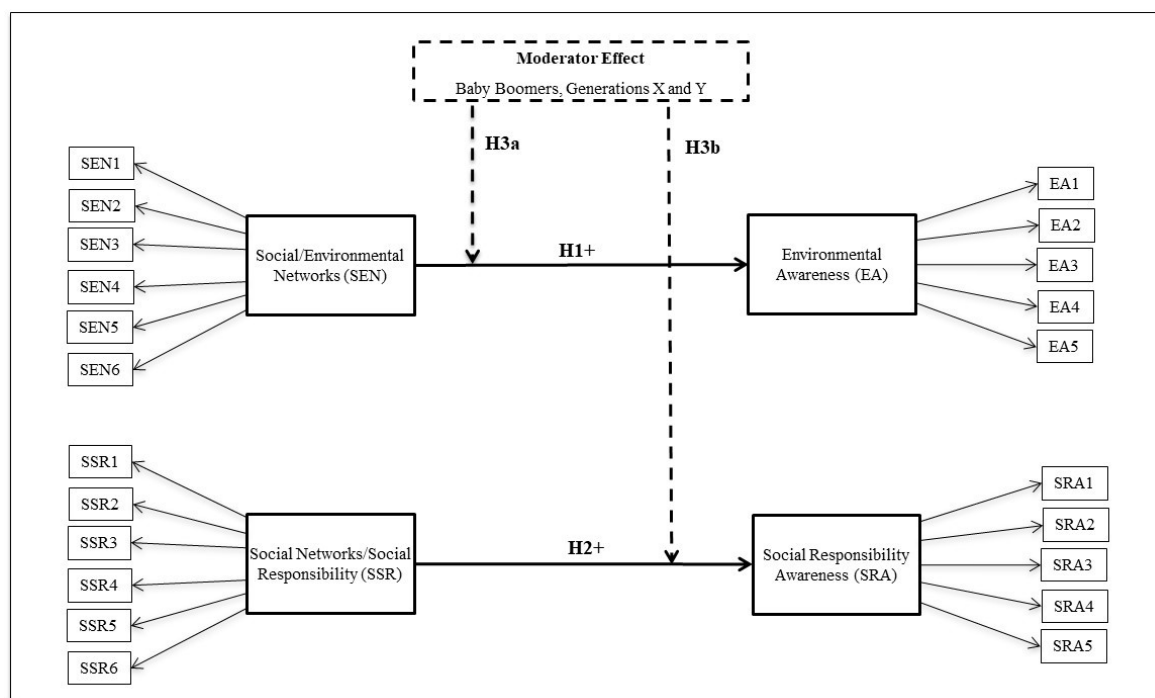 Moderator Effect
Baby Boomers, Generations X and Y
H3a
H3b
SEN1
SEN2
SEN3
SEN4
SEN5
SEN6
Social/Environmental
Networks (SEN)
H1+
Environmental
Awareness (EA)
EA1
EA2
EA3
EA4
EA5
SSR1
SSR2
SSR3
SSR4
SSR5
SSR6
Social Networks/Social
Responsibility (SSR)
H2+
Social Responsibility
Awareness (SRA)
SRA1
SRA2
SRA3
SRA4
SRA5